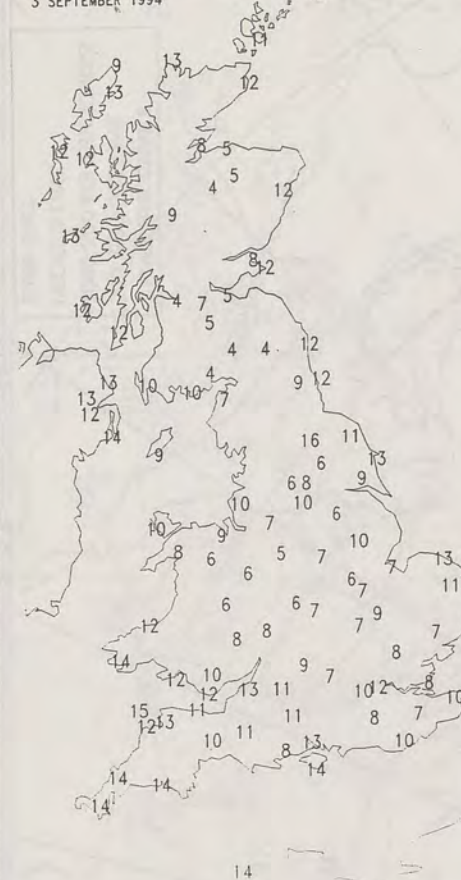 3 SEPTEMBER 1994
11
9 13
13 12
12 12 8 5
5
4 12
9
13
8 12
12 4 7 5
12 5
4 4 12
13 10 10 4 9 12
13 7
12
14 16 11
9 6 13
6 8 9
10 10 6
10 9 7
8 6 5 7 10 7 13
6 6 7 11
6 6 7 9
12 8 8 7 7
14 9 8
12 10 13 11 7 10 12 8
12
15 11 11 8 7 10
12 13
10 11 8 13 10
14 14 14
14
14